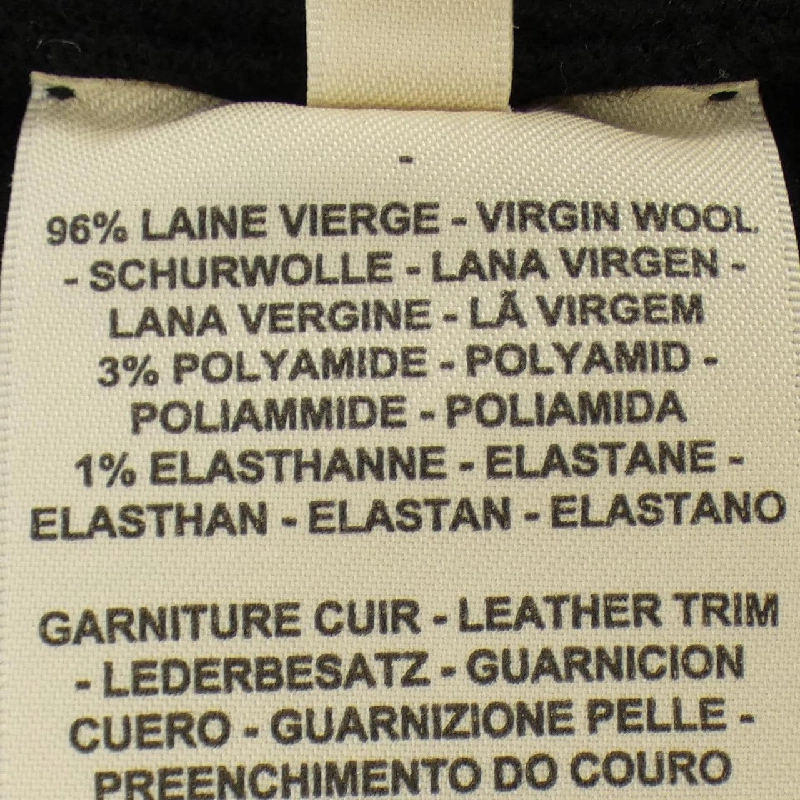 -
96% LAINE VIERGE - VIRGIN WOOL
- SCHURWOLLE - LANA VIRGEN -
LANA VERGINE - LÃ VIRGEM
3% POLYAMIDE - POLYAMID -
POLIAMMIDE - POLIAMIDA
1% ELASTHANNE - ELASTANE -
ELASTHAN - ELASTAN - ELASTANO
GARNITURE CUIR - LEATHER TRIM
- LEDERBESATZ - GUARNICION
CUERO - GUARNIZIONE PELLE -
PREENCHIMENTO DO COURO